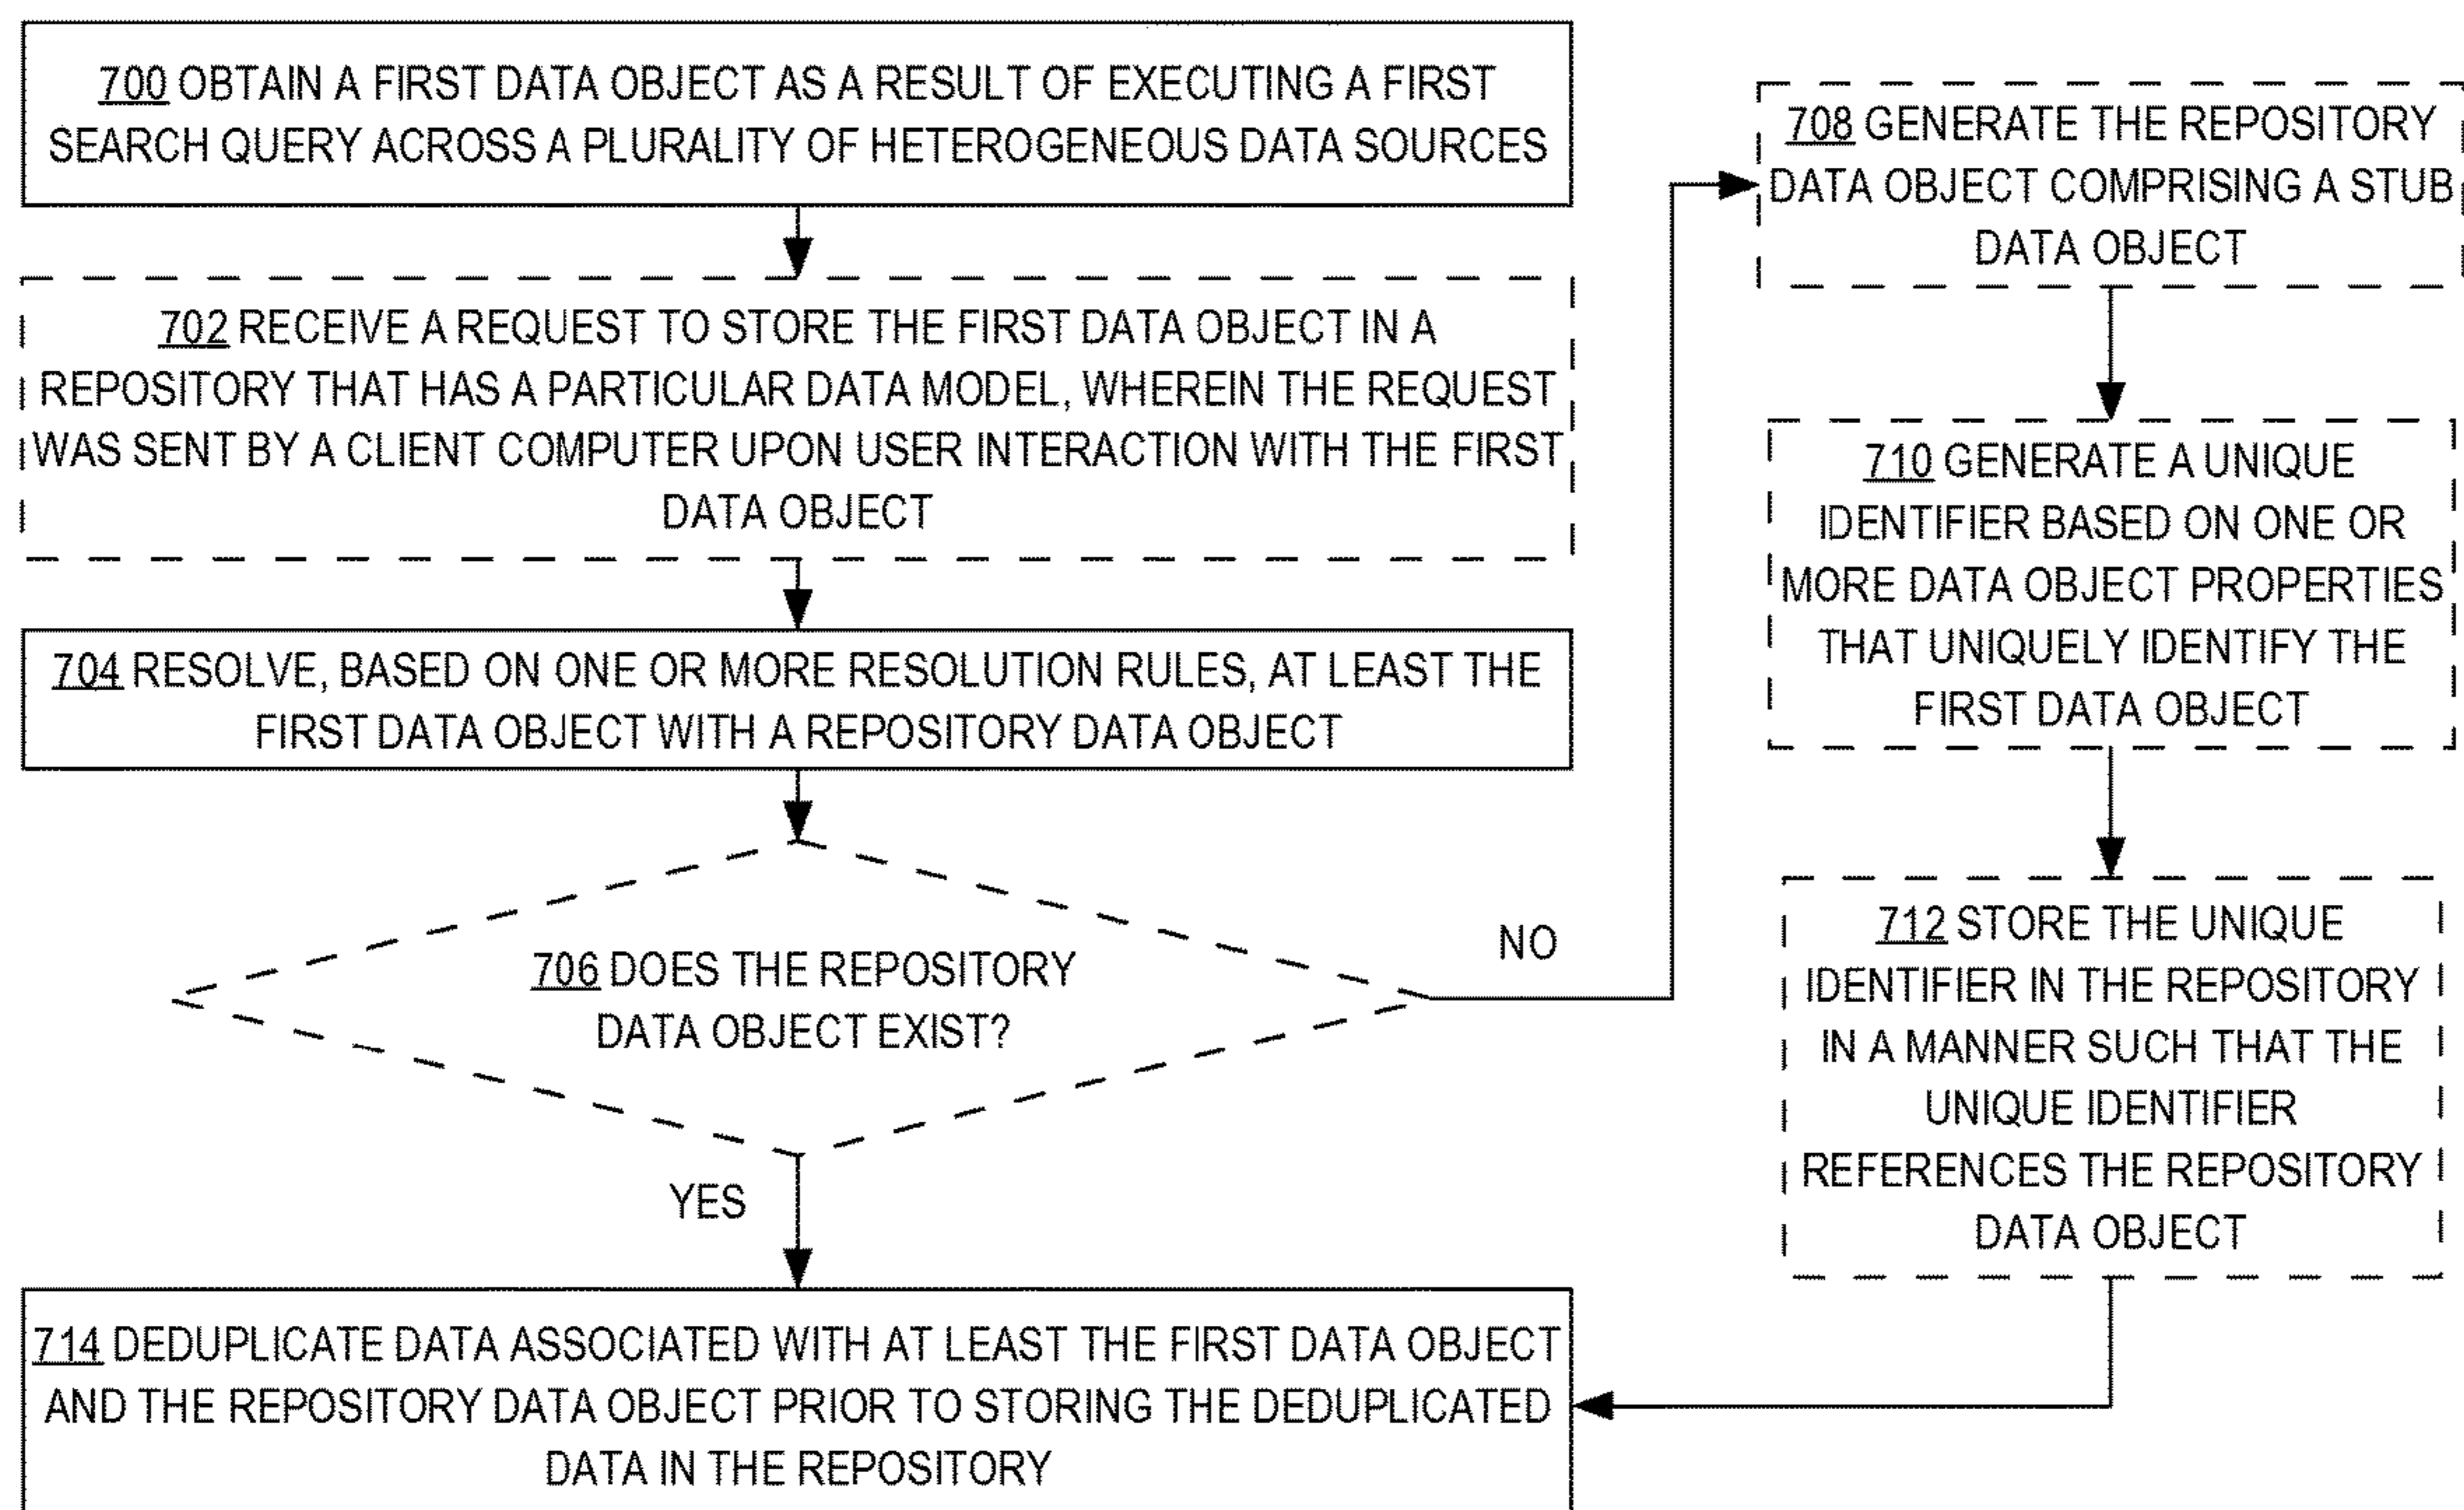 700 OBTAIN A FIRST DATA OBJECT AS A RESULT OF EXECUTING A FIRST
SEARCH QUERY ACROSS A PLURALITY OF HETEROGENEOUS DATA SOURCES
702 RECEIVE A REQUEST TO STORE THE FIRST DATA OBJECT IN A
REPOSITORY THAT HAS A PARTICULAR DATA MODEL, WHEREIN THE REQUEST
WAS SENT BY A CLIENT COMPUTER UPON USER INTERACTION WITH THE FIRST
DATA OBJECT
704 RESOLVE, BASED ON ONE OR MORE RESOLUTION RULES, AT LEAST THE
FIRST DATA OBJECT WITH A REPOSITORY DATA OBJECT
706 DOES THE REPOSITORY
DATA OBJECT EXIST?
NO
YES
708 GENERATE THE REPOSITORY
DATA OBJECT COMPRISING A STUB
DATA OBJECT
710 GENERATE A UNIQUE
IDENTIFIER BASED ON ONE OR
MORE DATA OBJECT PROPERTIES
THAT UNIQUELY IDENTIFY THE
FIRST DATA OBJECT
712 STORE THE UNIQUE
IDENTIFIER IN THE REPOSITORY
IN A MANNER SUCH THAT THE
UNIQUE IDENTIFIER
REFERENCES THE REPOSITORY
DATA OBJECT
714 DEDUPLICATE DATA ASSOCIATED WITH AT LEAST THE FIRST DATA OBJECT
AND THE REPOSITORY DATA OBJECT PRIOR TO STORING THE DEDUPLICATED
DATA IN THE REPOSITORY